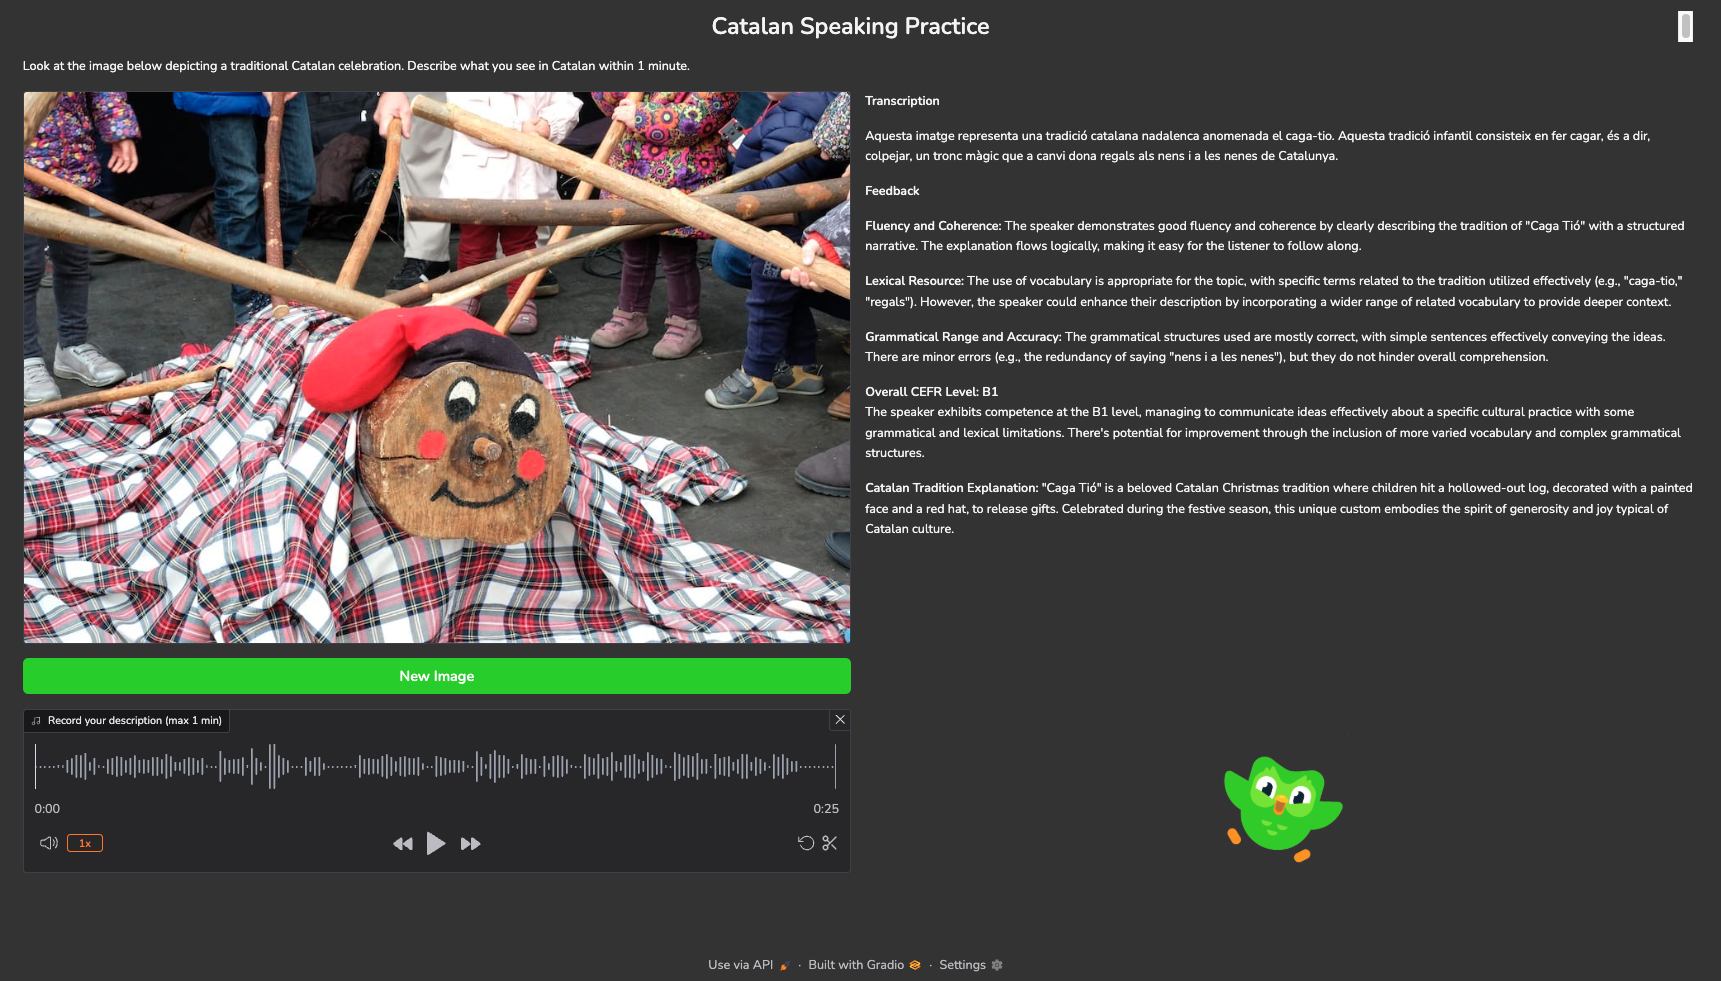 Catalan Speaking Practice
Look at the image below depicting a traditional Catalan celebration. Describe what you see in Catalan within 1 minute.
Transcription
Aquesta imatge representa una tradició catalana nadalenca anomenada el caga-tio. Aquesta tradició infantil consisteix en fer cagar, és a dir,
colpejar, un tronc màgic que a canvi dona regals als nens i a les nenes de Catalunya.
Feedback
Fluency and Coherence: The speaker demonstrates good fluency and coherence by clearly describing the tradition of "Caga Tió" with a structured
narrative. The explanation flows logically, making it easy for the listener to follow along.
Lexical Resource: The use of vocabulary is appropriate for the topic, with specific terms related to the tradition utilized effectively (e.g., "caga-tio,"
"regals"). However, the speaker could enhance their description by incorporating a wider range of related vocabulary to provide deeper context.
Grammatical Range and Accuracy: The grammatical structures used are mostly correct, with simple sentences effectively conveying the ideas.
There are minor errors (e.g., the redundancy of saying "nens i a les nenes"), but they do not hinder overall comprehension.
Overall CEFR Level: B1
The speaker exhibits competence at the B1 level, managing to communicate ideas effectively about a specific cultural practice with some
grammatical and lexical limitations. There's potential for improvement through the inclusion of more varied vocabulary and complex grammatical
structures.
Catalan Tradition Explanation: "Caga Tió" is a beloved Catalan Christmas tradition where children hit a hollowed-out log, decorated with a painted
face and a red hat, to release gifts. Celebrated during the festive season, this unique custom embodies the spirit of generosity and joy typical of
Catalan culture.
New Image
Record your description (max 1 min)
0:00
0:25
1x
Use via API · Built with Gradio · Settings